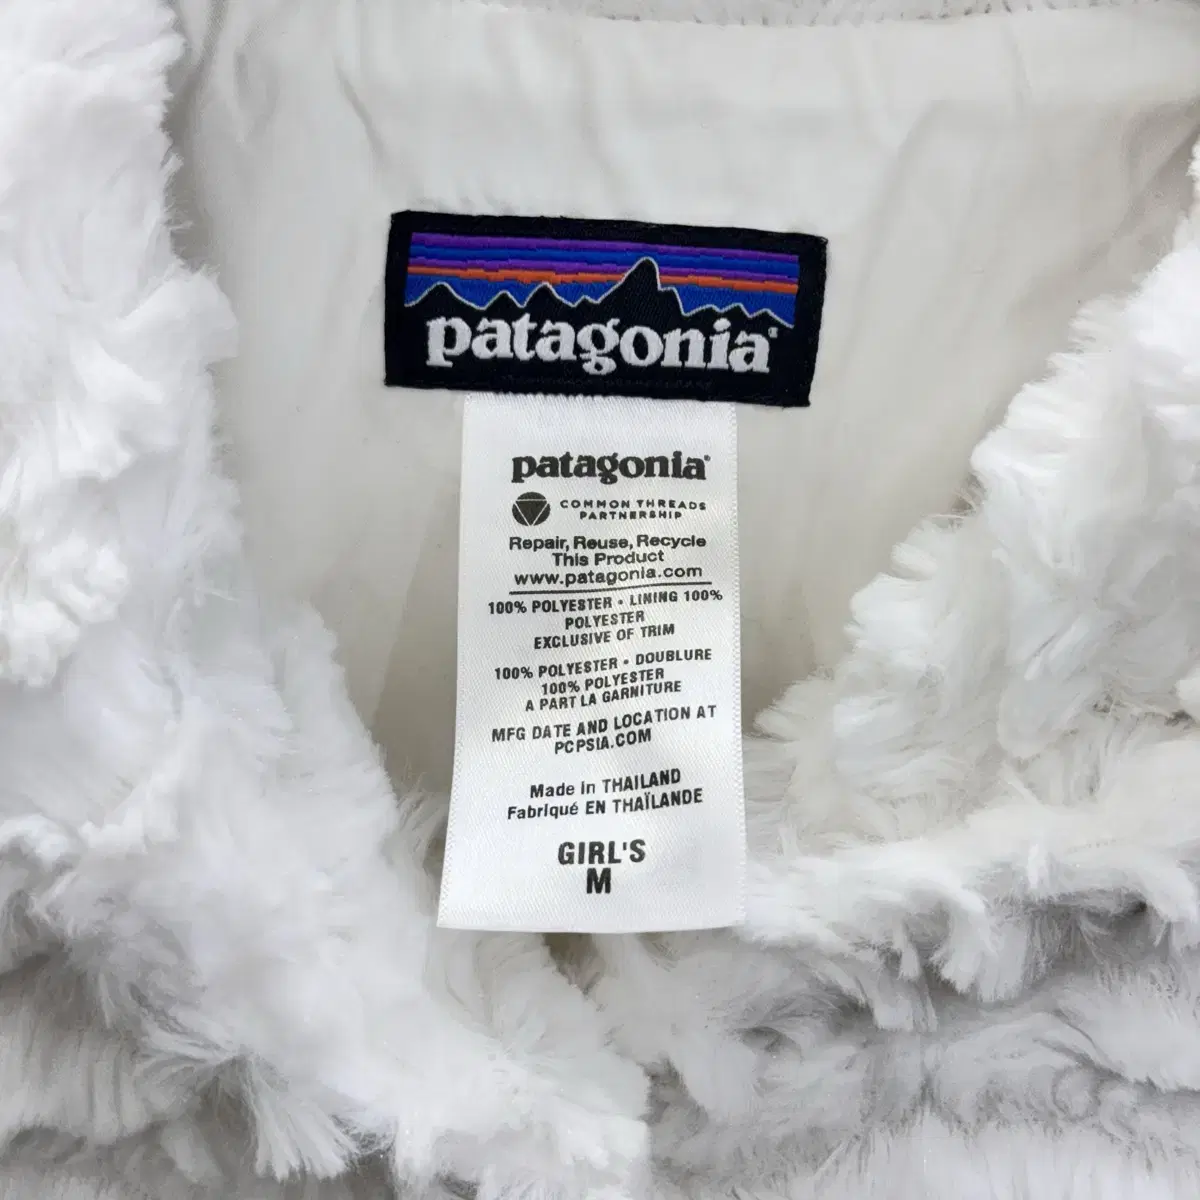 patagonia®
patagonia®
COMMON THREADS
PARTNERSHIP
Repair, Reuse, Recycle
This Product
www.patagonia.com
100% POLYESTER • LINING 100%
POLYESTER
EXCLUSIVE OF TRIM
100% POLYESTER • DOUBLURE
100% POLYESTER
A PART LA GARNITURE
MFG DATE AND LOCATION AT
PCPSIA.COM
Made in THAILAND
Fabriqué EN THAÏLANDE
GIRL'S
M